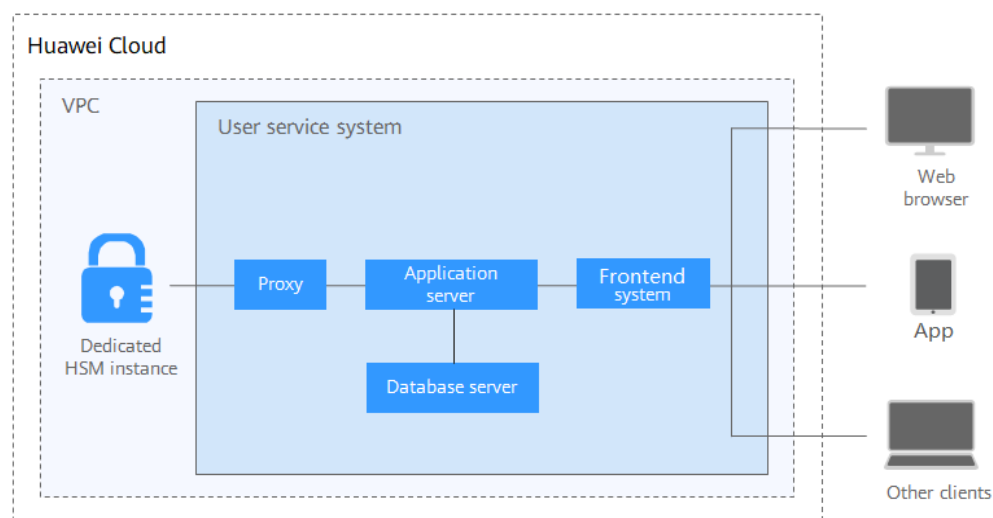 Huawei Cloud
VPC
User service system
Web
browser
Proxy
Application
server
Frontend
system
App
Dedicated
HSM instance
Database server
Other clients